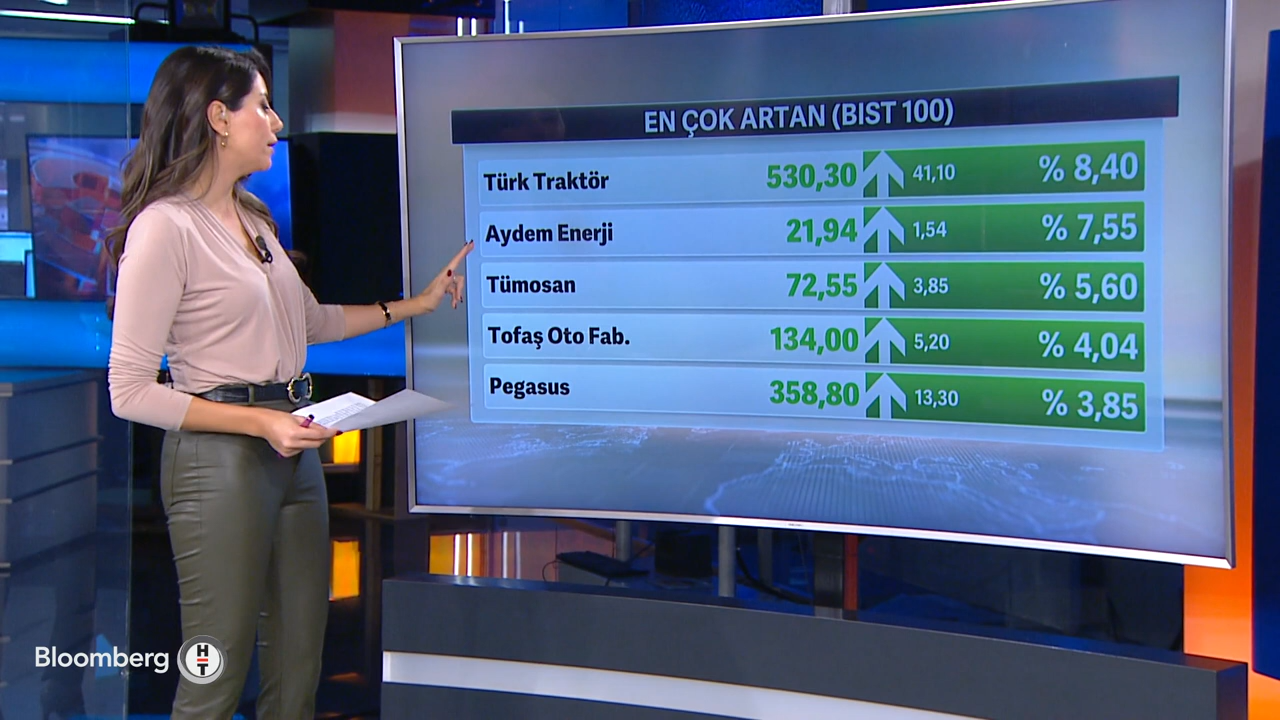 EN ÇOK ARTAN (BIST 100)
Türk Traktör 530,30 41,10 % 8,40
Aydem Enerji 21,94 1,54 % 7,55
Tümosan 72,55 3,85 % 5,60
Tofaş Oto Fab. 134,00 5,20 % 4,04
Pegasus 358,80 13,30 % 3,85
Bloomberg HT